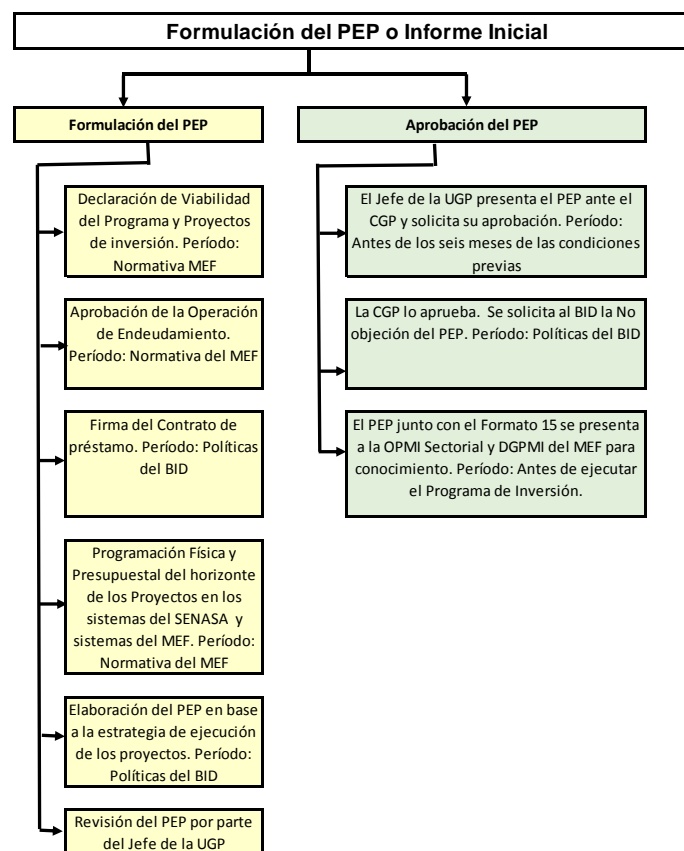 Formulación del PEP o Informe Inicial
Formulación del PEP
Declaración de Viabilidad
del Programa y Proyectos
de inversión. Período:
Normativa MEF
Aprobación de la Operación
de Endeudamiento.
Período: Normativa del MEF
Firma del Contrato de
préstamo. Período: Políticas
del BID
Programación Física y
Presupuestal del horizonte
de los Proyectos en los
sistemas del SENASA y
sistemas del MEF. Período:
Normativa del MEF
Elaboración del PEP en base
a la estrategia de ejecución
de los proyectos. Período:
Políticas del BID
Revisión del PEP por parte
del Jefe de la UGP
Aprobación del PEP
El Jefe de la UGP presenta el PEP ante el
CGP y solicita su aprobación. Período:
Antes de los seis meses de las condiciones
previas
La CGP lo aprueba. Se solicita al BID la No
objeción del PEP. Período: Políticas del BID
El PEP junto con el Formato 15 se presenta
a la OPMI Sectorial y DGPMI del MEF para
conocimiento. Período: Antes de ejecutar
el Programa de Inversión.